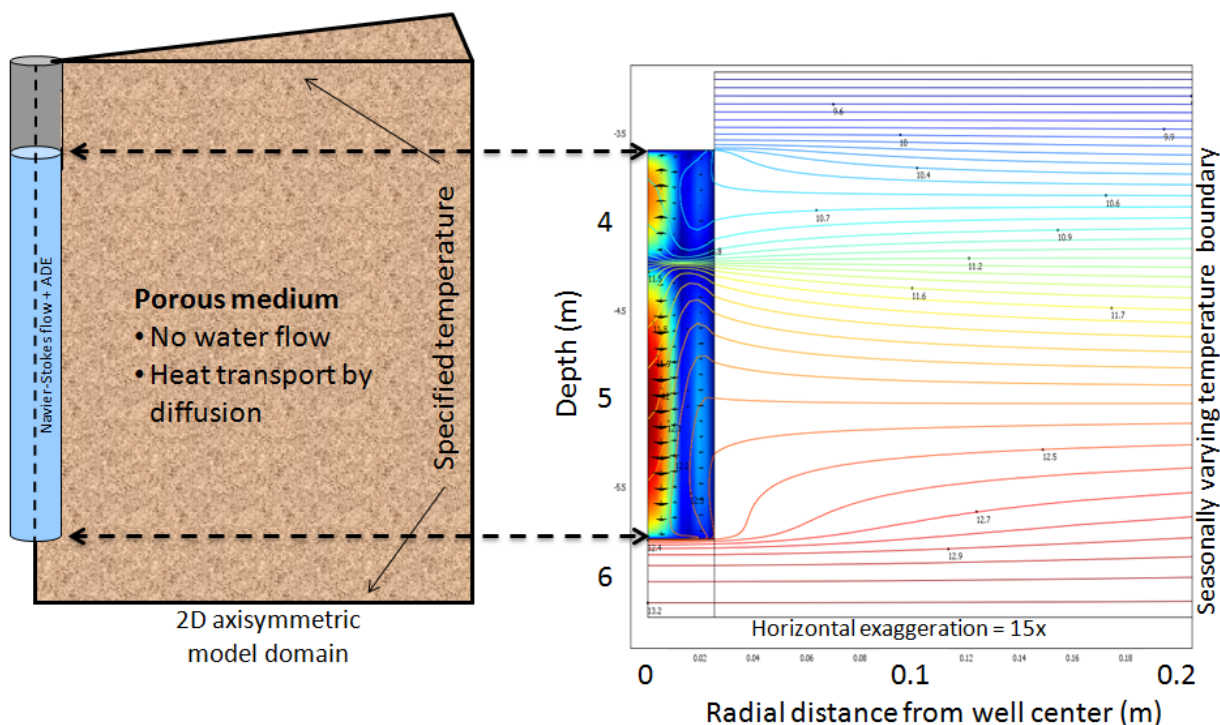 Navier-Stokes flow + ADE
Porous medium
• No water flow
• Heat transport by
diffusion
Specified temperature
2D axisymmetric
model domain
Depth (m)
4
5
6
-3.5
-4.5
-5.5
9.6
9.9
10
10.4
10.6
10.7
10.9
11.2
11.5
11.6
11.7
11.8
12.5
12.7
12.4
12.9
13.2
Horizontal exaggeration = 15x
Seasonally varying temperature boundary
0.02
0.04
0.06
0.08
0.12
0.14
0.16
0.18
0
0.1
0.2
Radial distance from well center (m)